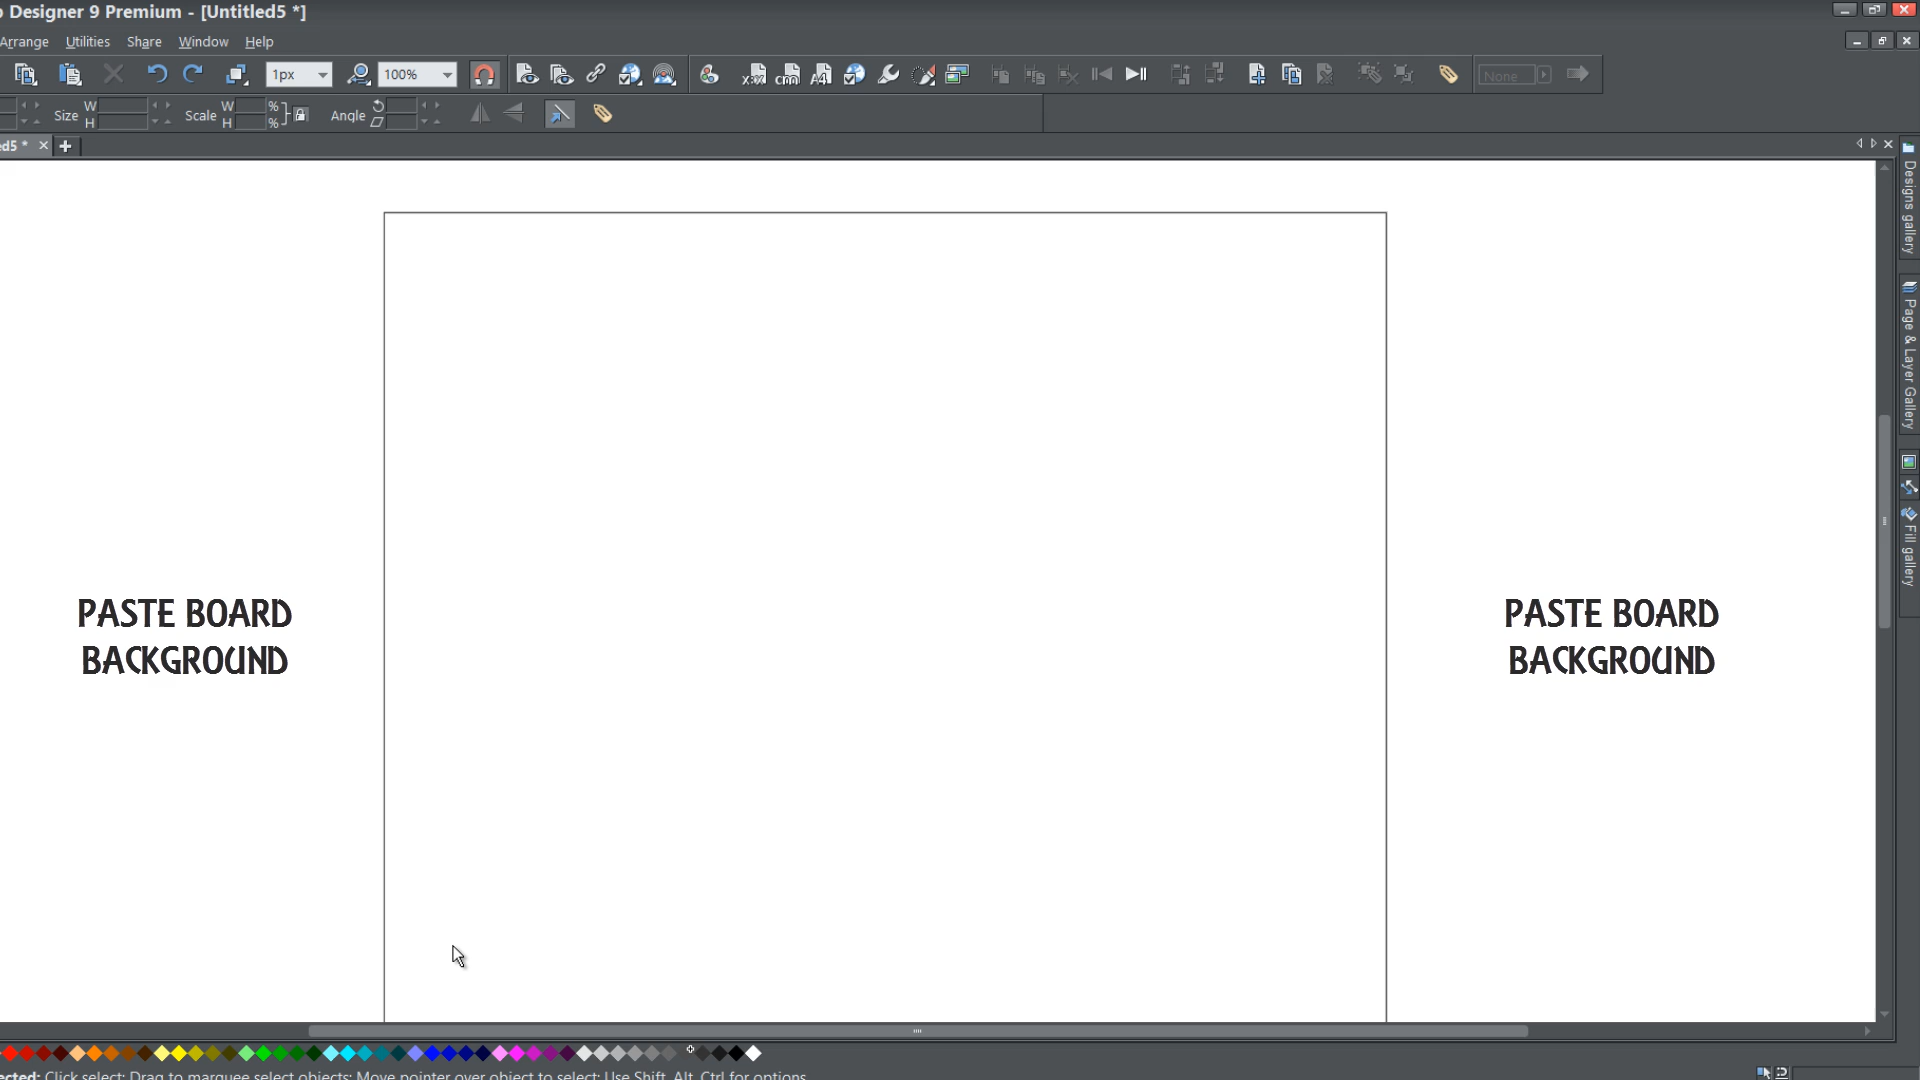 Designer 9 Premium - [Untitled5 *]
Arrange Utilities Share Window Help
1px 100% None
Size W H Scale W H % % Angle
ed5 *
Designs gallery
Page & Layer Gallery
Fill gallery
PASTE BOARD
BACKGROUND
PASTE BOARD
BACKGROUND
ected: Click select; Drag to marquee select objects; Move pointer over object to select; Use Shift, Alt, Ctrl for options